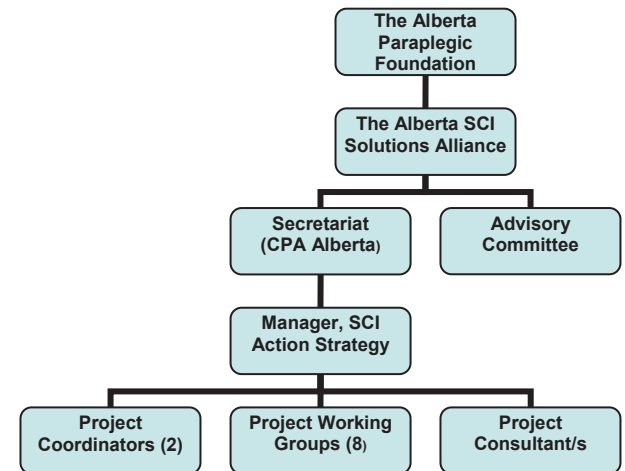 The Alberta
Paraplegic
Foundation
The Alberta SCI
Solutions Alliance
Secretariat
(CPA Alberta)
Advisory
Committee
Manager, SCI
Action Strategy
Project
Coordinators (2)
Project Working
Groups (8)
Project
Consultant/s